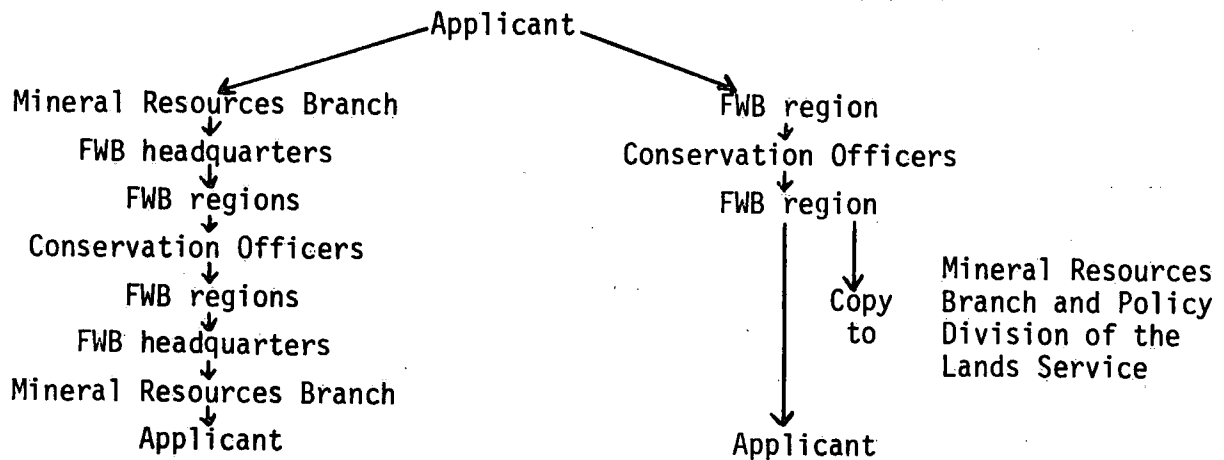 Applicant
Mineral Resources Branch
FWB headquarters
FWB regions
Conservation Officers
FWB regions
FWB headquarters
Mineral Resources Branch
Applicant
FWB region
Conservation Officers
FWB region
Copy
to
Mineral Resources
Branch and Policy
Division of the
Lands Service
Applicant